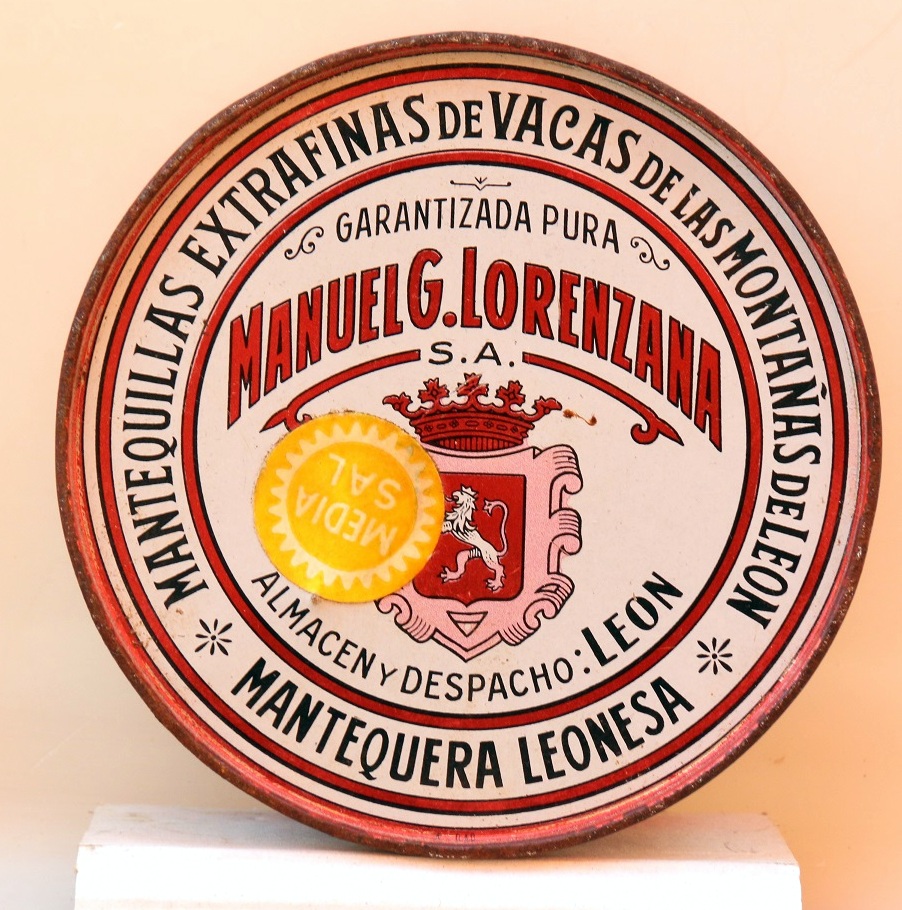 MANTEQUILLAS EXTRAFINAS DE VACAS DE LAS MONTAÑAS DE LEON
GARANTIZADA PURA
MANUEL G. LORENZANA
S.A.
MEDIA
SAL
ALMACEN Y DESPACHO: LEON
MANTEQUERA LEONESA